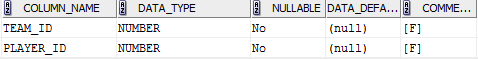 COLUMN_NAME DATA_TYPE NULLABLE DATA_DEFA... COMME...
TEAM_ID NUMBER No (null) [F]
PLAYER_ID NUMBER No (null) [F]